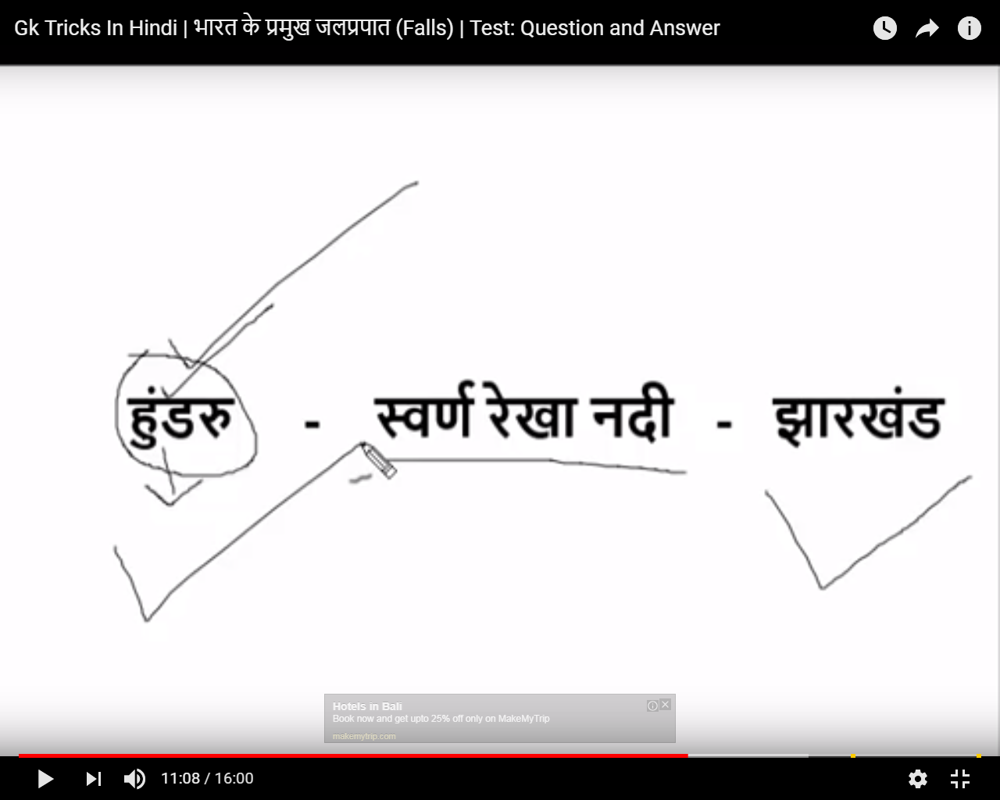 Gk Tricks In Hindi | भारत के प्रमुख जलप्रपात (Falls) | Test: Question and Answer
हुंडरु - स्वर्ण रेखा नदी - झारखंड
Hotels in Bali
Book now and get upto 25% off only on MakeMyTrip
makemytrip.com
11:08 / 16:00